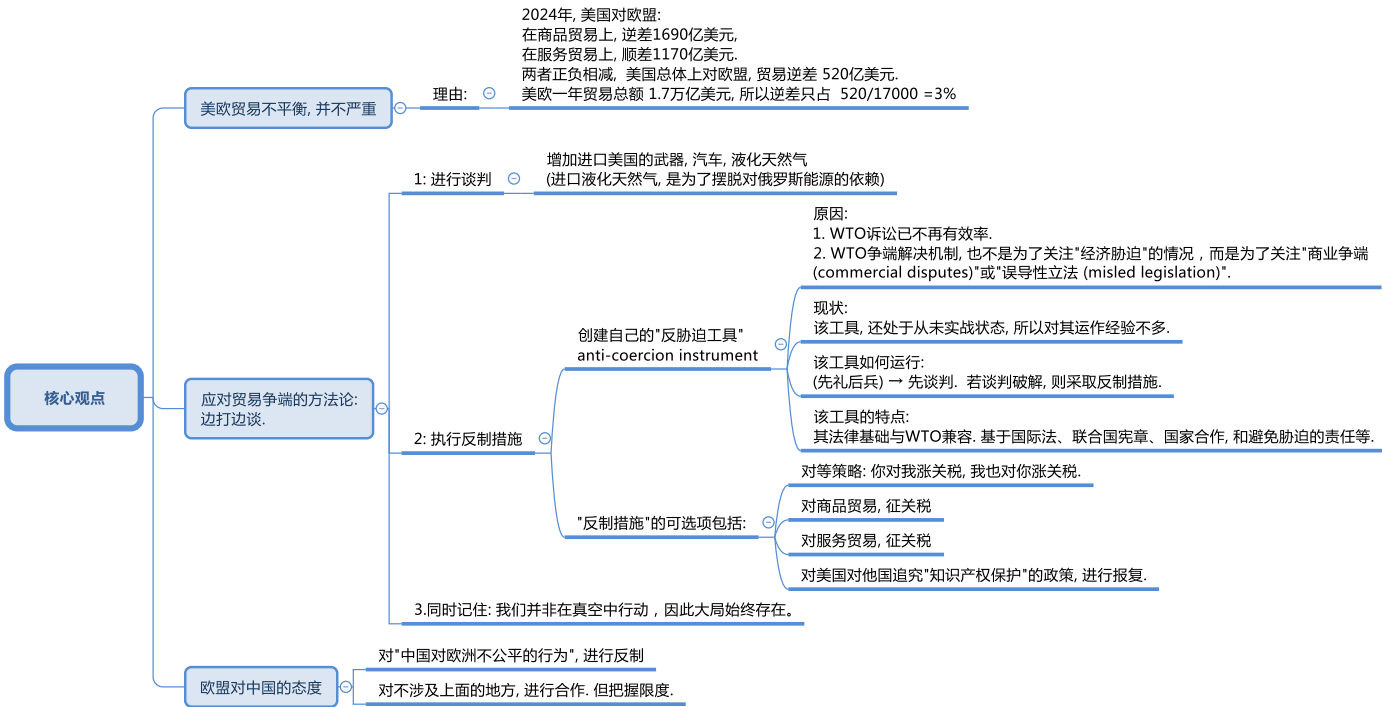 核心观点
美欧贸易不平衡, 并不严重
理由:
2024年, 美国对欧盟:
在商品贸易上, 逆差1690亿美元,
在服务贸易上, 顺差1170亿美元.
两者正负相减,  美国总体上对欧盟, 贸易逆差 520亿美元.
美欧一年贸易总额 1.7万亿美元, 所以逆差只占  520/17000 =3%
应对贸易争端的方法论:
边打边谈.
1: 进行谈判
增加进口美国的武器, 汽车, 液化天然气
(进口液化天然气, 是为了摆脱对俄罗斯能源的依赖)
2: 执行反制措施
创建自己的"反胁迫工具"
anti-coercion instrument
原因:
1. WTO诉讼已不再有效率.
2. WTO争端解决机制, 也不是为了关注"经济胁迫"的情况，而是为了关注"商业争端
(commercial disputes)"或"误导性立法 (misled legislation)".
现状:
该工具, 还处于从未实战状态, 所以对其运作经验不多.
该工具如何运行:
(先礼后兵) → 先谈判.  若谈判破解, 则采取反制措施.
该工具的特点:
其法律基础与WTO兼容. 基于国际法、联合国宪章、国家合作, 和避免胁迫的责任等.
"反制措施"的可选项包括:
对等策略: 你对我涨关税, 我也对你涨关税.
对商品贸易, 征关税
对服务贸易, 征关税
对美国对他国追究"知识产权保护"的政策, 进行报复.
3.同时记住: 我们并非在真空中行动，因此大局始终存在。
欧盟对中国的态度
对"中国对欧洲不公平的行为", 进行反制
对不涉及上面的地方, 进行合作. 但把握限度.